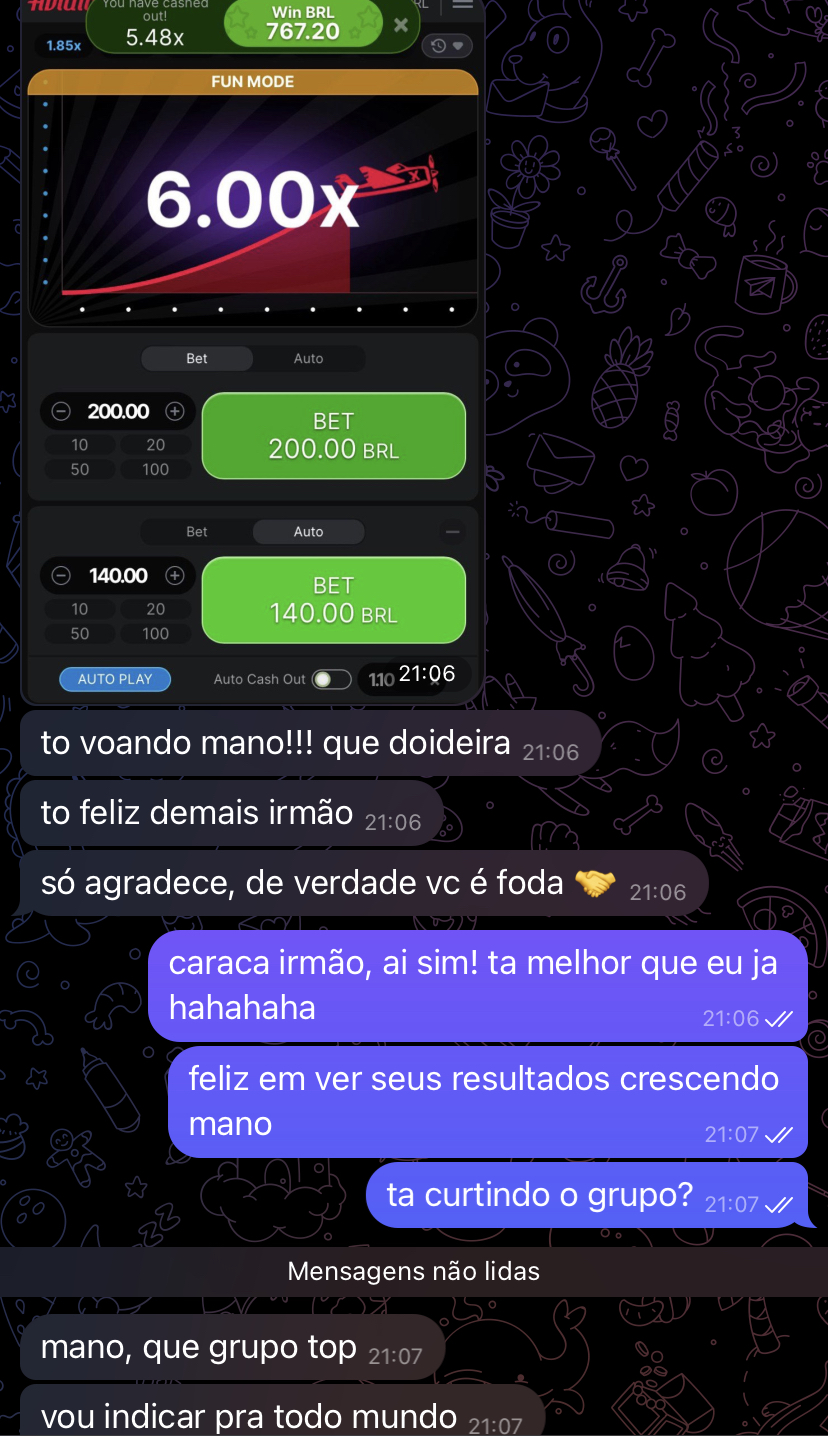 You have cashed
out!
5.48x
Win BRL
767.20
×
1.85x
FUN MODE
6.00x
Bet Auto
200.00
10 20
50 100
BET
200.00 BRL
Bet Auto
140.00
10 20
50 100
BET
140.00 BRL
AUTO PLAY
Auto Cash Out
1.10
21:06
to voando mano!!! que doideira 21:06
to feliz demais irmão 21:06
só agradece, de verdade vc é foda 🤝 21:06
caraca irmão, ai sim! ta melhor que eu ja
hahahaha 21:06
feliz em ver seus resultados crescendo
mano 21:07
ta curtindo o grupo? 21:07
Mensagens não lidas
mano, que grupo top 21:07
vou indicar pra todo mundo 21:07